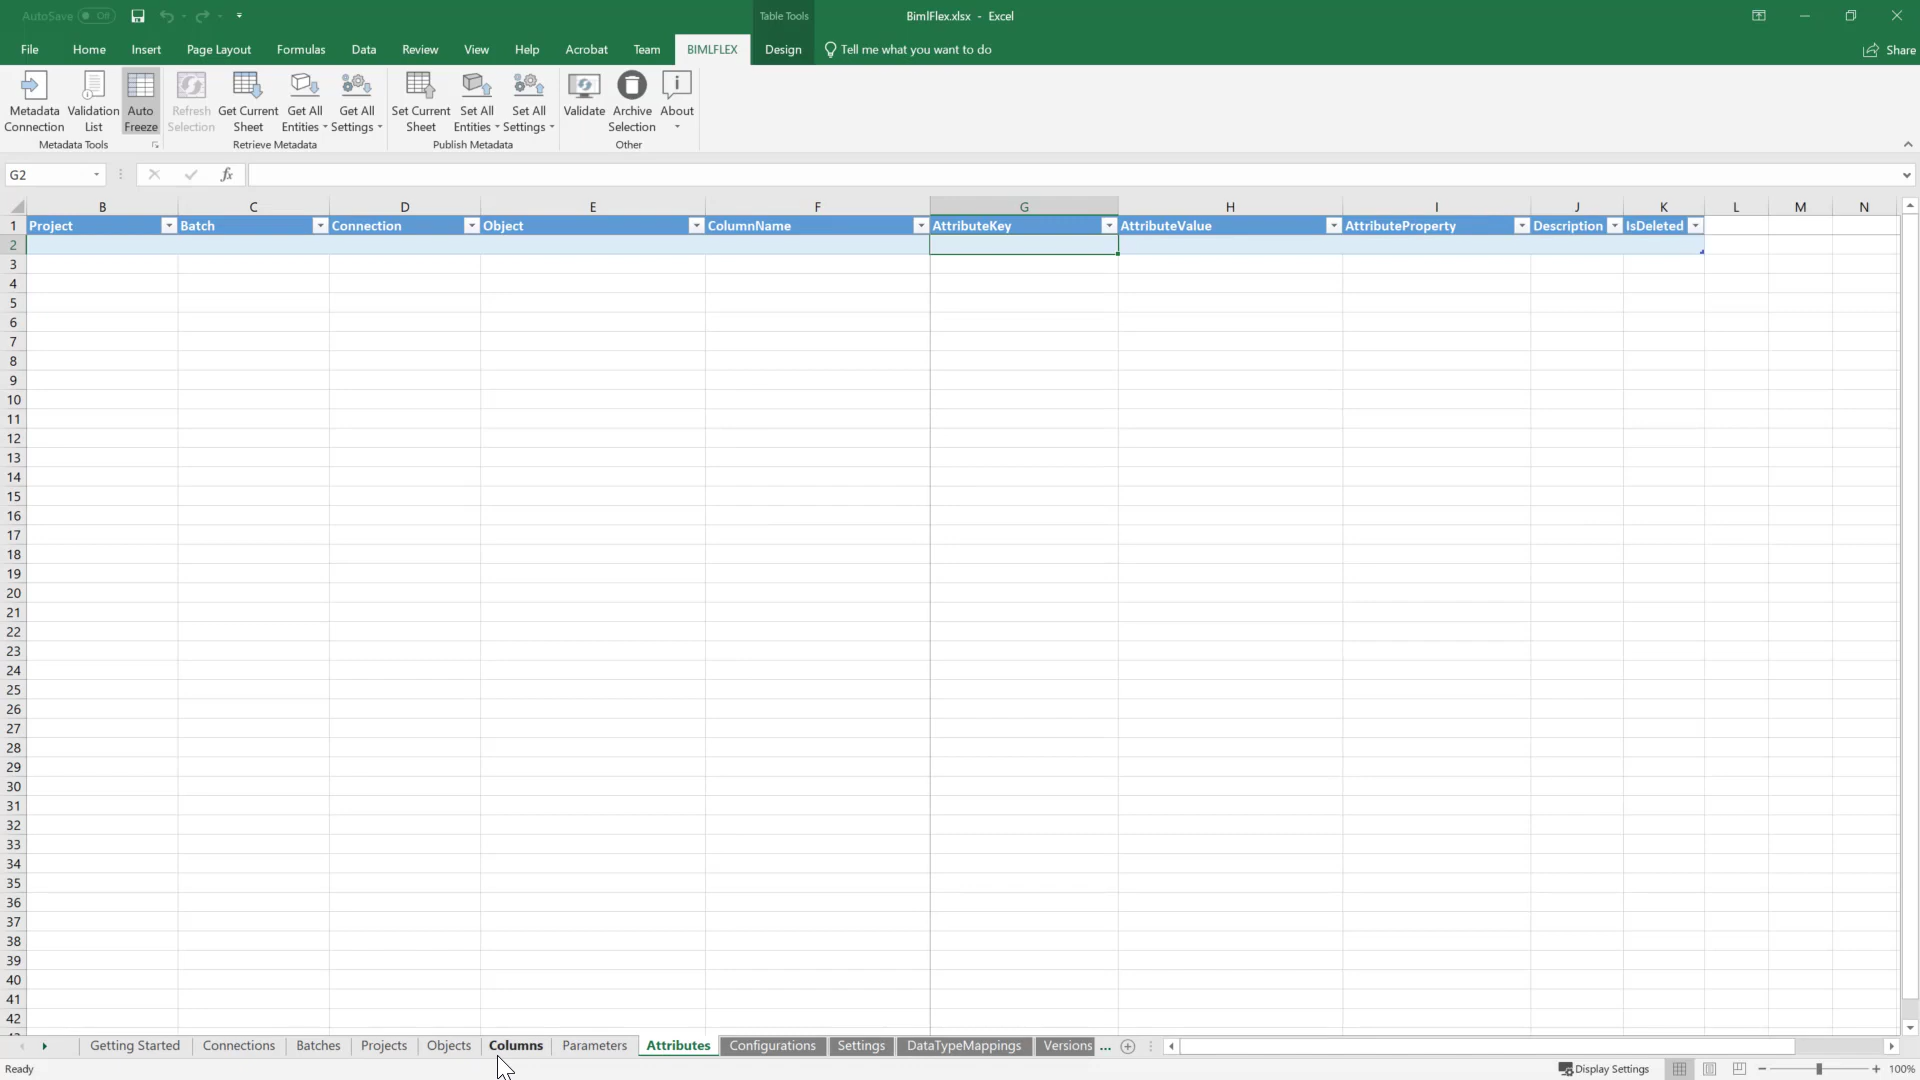 AutoSave Off
Table Tools
BimlFlex.xlsx - Excel
File Home Insert Page Layout Formulas Data Review View Help Acrobat Team BIMLFLEX Design Tell me what you want to do Share
Metadata Connection
Validation List
Auto Freeze
Refresh Selection
Get Current Sheet
Get All Entities
Get All Settings
Set Current Sheet
Set All Entities
Set All Settings
Validate
Archive Selection
About
Metadata Tools Retrieve Metadata Publish Metadata Other
G2 fx
B C D E F G H I J K L M N
1 Project Batch Connection Object ColumnName AttributeKey AttributeValue AttributeProperty Description IsDeleted
2
3
4
5
6
7
8
9
10
11
12
13
14
15
16
17
18
19
20
21
22
23
24
25
26
27
28
29
30
31
32
33
34
35
36
37
38
39
40
41
42
Getting Started Connections Batches Projects Objects Columns Parameters Attributes Configurations Settings DataTypeMappings Versions ...
Ready Display Settings 100%